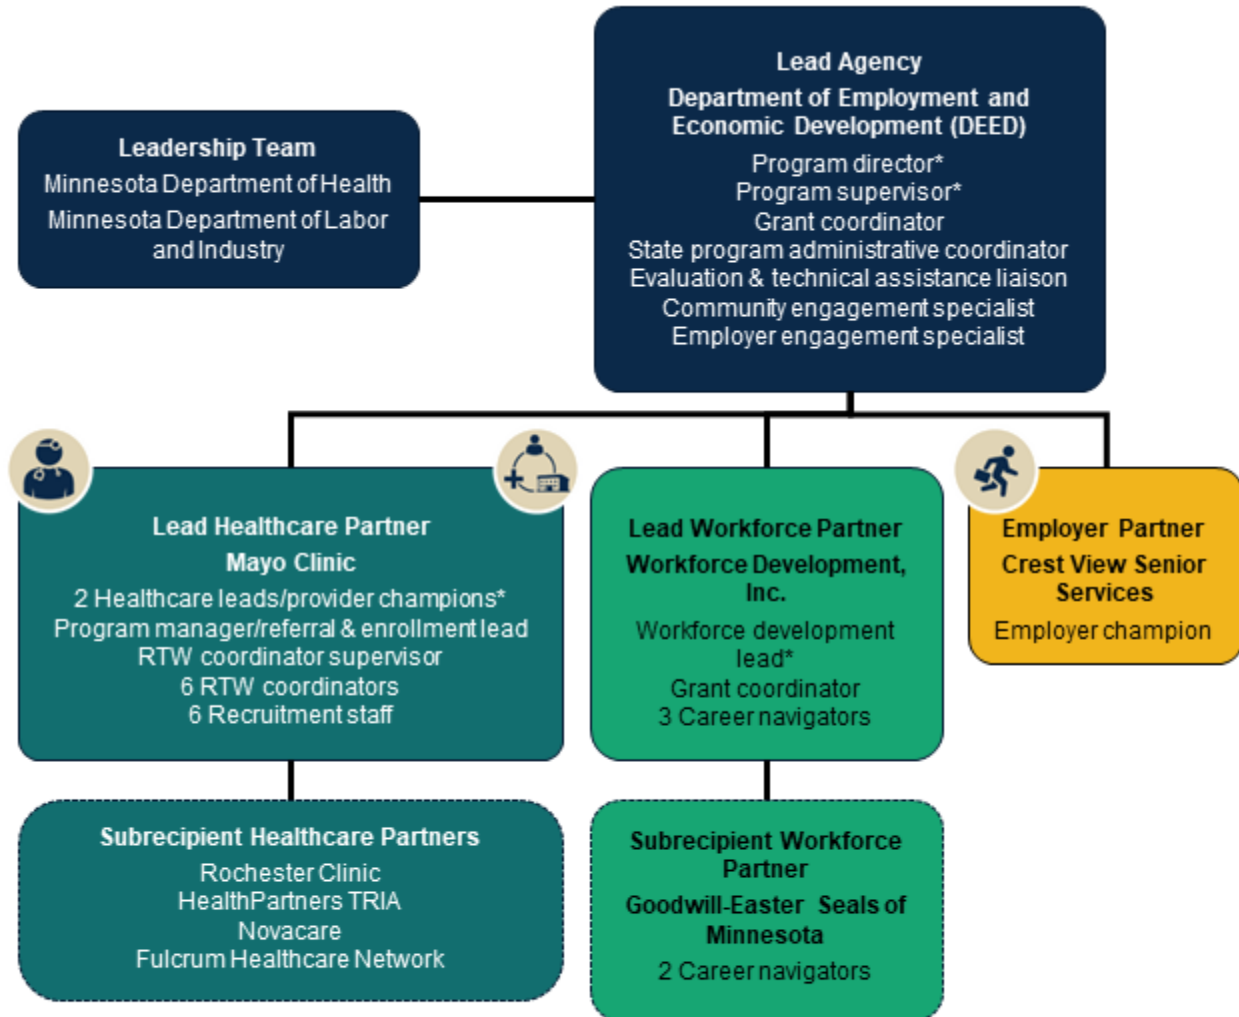 Lead Agency
Department of Employment and
Economic Development (DEED)
Program director*
Program supervisor*
Grant coordinator
State program administrative coordinator
Evaluation & technical assistance liaison
Community engagement specialist
Employer engagement specialist
Leadership Team
Minnesota Department of Health
Minnesota Department of Labor
and Industry
Lead Healthcare Partner
Mayo Clinic
2 Healthcare leads/provider champions*
Program manager/referral & enrollment lead
RTW coordinator supervisor
6 RTW coordinators
6 Recruitment staff
Lead Workforce Partner
Workforce Development,
Inc.
Workforce development
lead*
Grant coordinator
3 Career navigators
Employer Partner
Crest View Senior
Services
Employer champion
Subrecipient Healthcare Partners
Rochester Clinic
HealthPartners TRIA
Novacare
Fulcrum Healthcare Network
Subrecipient Workforce
Partner
Goodwill-Easter Seals of
Minnesota
2 Career navigators